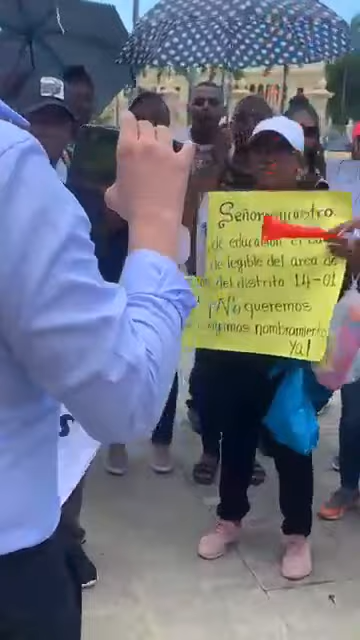 Señor ministro
de educación el
de legible del area de
del distrito 14-01
¡No! queremos
nombramiento
Ya!